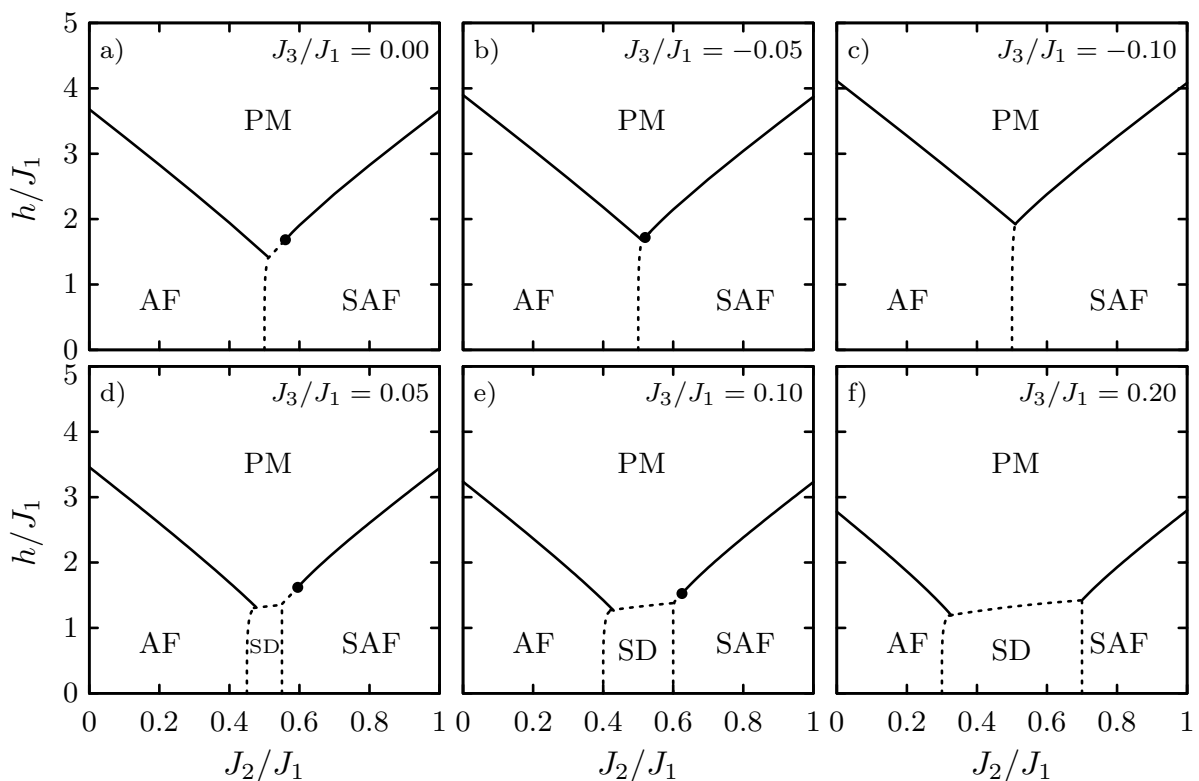 a) J₃/J₁ = 0.00
b) J₃/J₁ = −0.05
c) J₃/J₁ = −0.10
5
4
3
2
1
0
h/J₁
PM
AF
SAF
PM
AF
SAF
PM
AF
SAF
d) J₃/J₁ = 0.05
e) J₃/J₁ = 0.10
f) J₃/J₁ = 0.20
5
4
3
2
1
0
h/J₁
PM
AF
SD
SAF
PM
AF
SD
SAF
PM
AF
SD
SAF
0 0.2 0.4 0.6 0.8 1
0 0.2 0.4 0.6 0.8 1
0 0.2 0.4 0.6 0.8 1
J₂/J₁
J₂/J₁
J₂/J₁